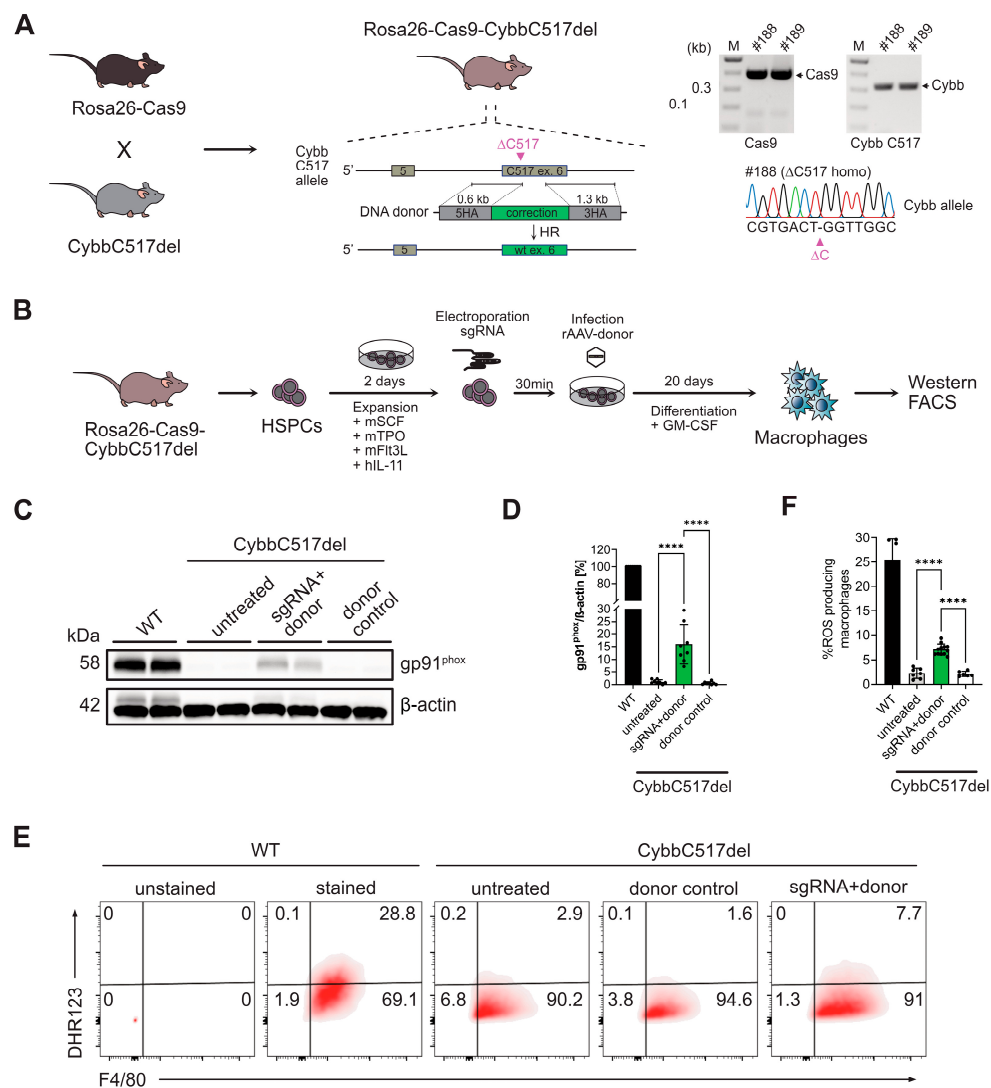 A
Rosa26-Cas9
X
CybbC517del
Rosa26-Cas9-CybbC517del
Cybb
C517
allele
ΔC517
5'
5
C517 ex. 6
0.6 kb
1.3 kb
DNA donor
5HA
correction
3HA
HR
5'
5
wt ex. 6
(kb)
M
#188
#189
0.3
0.1
Cas9
Cas9
M
#188
#189
Cybb
Cybb C517
#188 (ΔC517 homo)
Cybb allele
CGTGACT-GGTTGGC
ΔC
B
Rosa26-Cas9-
CybbC517del
HSPCs
2 days
Expansion
+ mSCF
+ mTPO
+ mFlt3L
+ hIL-11
Electroporation
sgRNA
30min
Infection
rAAV-donor
20 days
Differentiation
+ GM-CSF
Macrophages
Western
FACS
C
CybbC517del
kDa
WT
untreated
sgRNA+
donor
donor
control
58
gp91phox
42
β-actin
D
gp91phox/ß-actin [%]
120
100
80
60
30
25
20
15
10
5
0
****
****
WT
untreated
sgRNA+donor
donor control
CybbC517del
F
%ROS producing
macrophages
30
25
20
15
10
5
0
****
****
WT
untreated
sgRNA+donor
donor control
CybbC517del
E
WT
CybbC517del
unstained
stained
untreated
donor control
sgRNA+donor
0 0
0 0
0.1 28.8
1.9 69.1
0.2 2.9
6.8 90.2
0.1 1.6
3.8 94.6
0 7.7
1.3 91
DHR123
F4/80